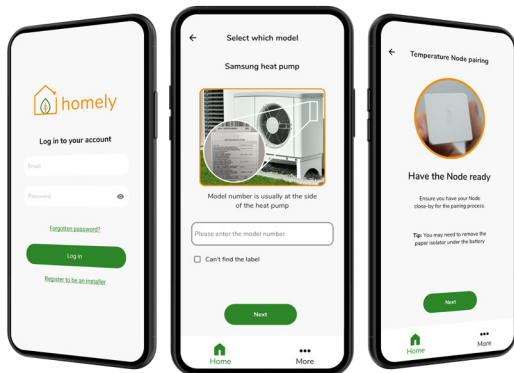 homely
Log in to your account
Email
Password
Forgotten password?
Log in
Register to be an installer
Select which model
Samsung heat pump
Model number is usually at the side
of the heat pump
Please enter the model number
Can't find the label
Next
Home
More
Temperature Node pairing
Have the Node ready
Ensure you have your Node
close-by for the pairing process.
Tip: You may need to remove the
paper isolator under the battery
Next
Home
More